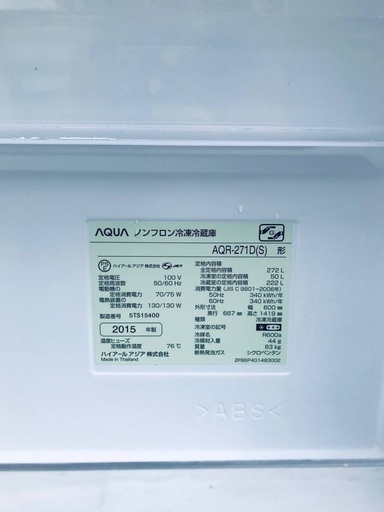 AQUA ノンフロン冷凍冷蔵庫
AQR-271D(S) 形
ハイアール アジア 株式会社 JET
定格電圧 100 V
定格周波数 50/60 Hz
電動機の
定格消費電力 70/75 W
電熱装置の
定格消費電力 130/130 W
製造番号 5TS15400
2015 年製
温度ヒューズ
定格動作温度 76℃
ハイアール アジア 株式会社
Made in Thailand
定格内容積
全定格内容積 272 L
冷凍室の定格内容積 50 L
冷蔵室の定格内容積 222 L
消費電力量(JIS C 9801-2006年)
50Hz 340 kWh/年
60Hz 340 kWh/年
外形寸法 幅 600 mm
奥行 667 mm 高さ 1419 mm
種類 冷凍冷蔵庫
冷凍室の記号
冷媒 R600a
冷媒封入量 44 g
質量 63 kg
断熱発泡ガス シクロペンタン
ZFB6P401483002
>ABS<